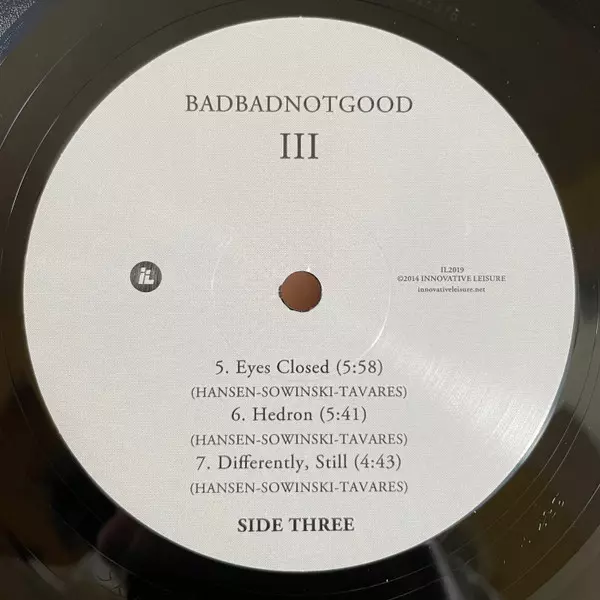 BADBADNOTGOOD
III
iL
IL2019
©2014 INNOVATIVE LEISURE
innovativeleisure.net
5. Eyes Closed (5:58)
(HANSEN-SOWINSKI-TAVARES)
6. Hedron (5:41)
(HANSEN-SOWINSKI-TAVARES)
7. Differently, Still (4:43)
(HANSEN-SOWINSKI-TAVARES)
SIDE THREE